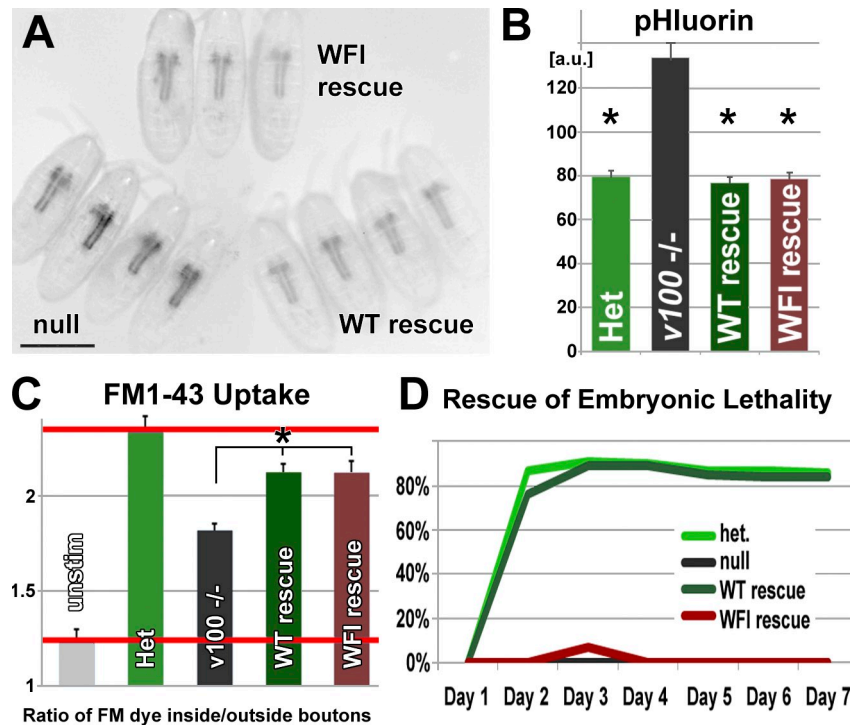 A
WFI
rescue
null
WT rescue
B
pHluorin
[a.u.]
120
100
80
60
40
20
0
*
*
*
Het
v100 -/-
WT rescue
WFI rescue
C
FM1-43 Uptake
2
1.5
1
*
unstim
Het
v100 -/-
WT rescue
WFI rescue
Ratio of FM dye inside/outside boutons
D
Rescue of Embryonic Lethality
80%
60%
40%
20%
0%
het.
null
WT rescue
WFI rescue
Day 1 Day 2 Day 3 Day 4 Day 5 Day 6 Day 7